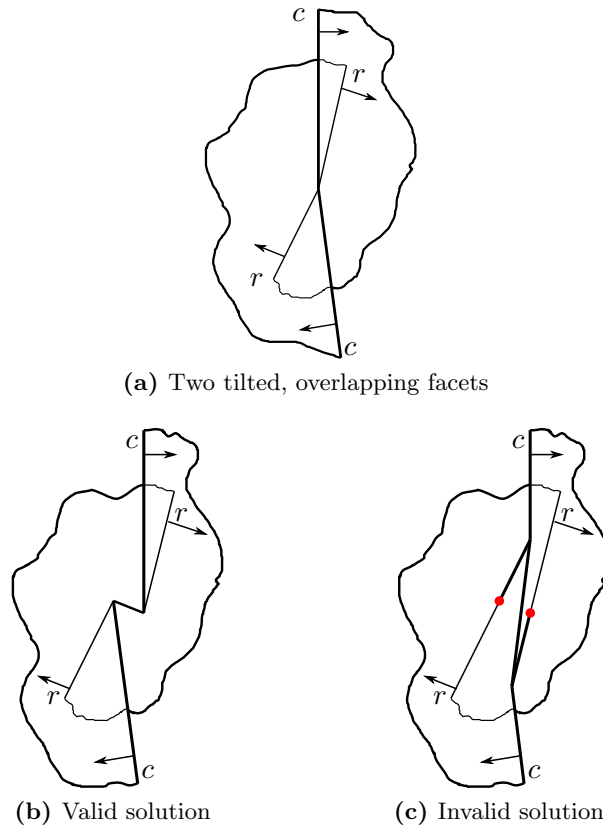 c
r
r
c
(a) Two tilted, overlapping facets
c
c
r
r
r
r
c
c
(b) Valid solution
(c) Invalid solution